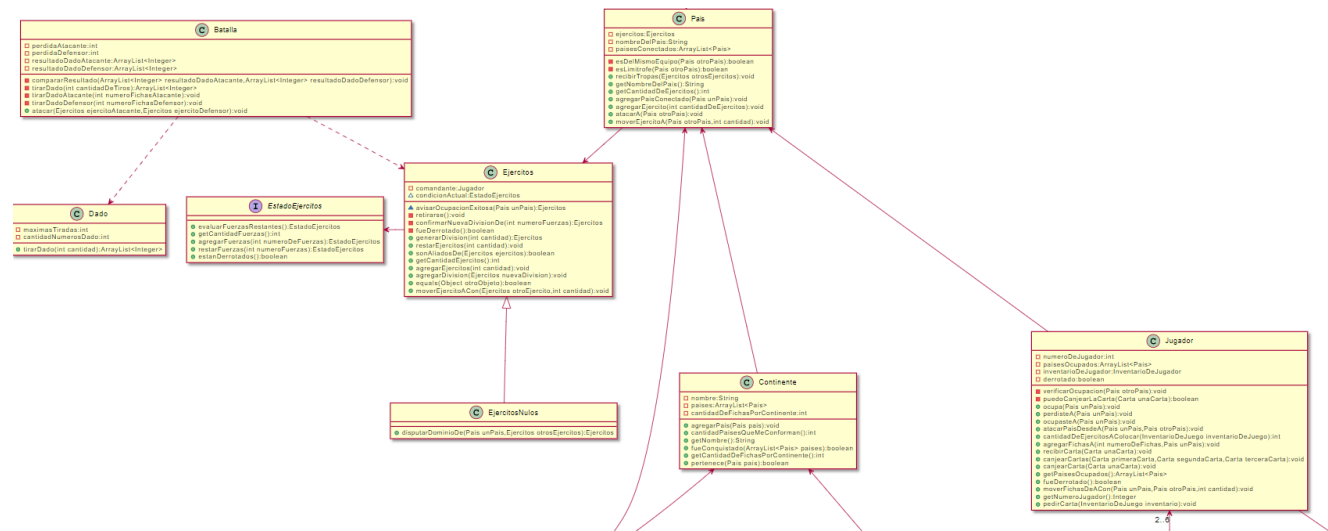 C Batalla
perdidaAtacante:int
perdidaDefensor:int
resultadoDadoAtacante:ArrayList<Integer>
resultadoDadoDefensor:ArrayList<Integer>
compararResultado(ArrayList<Integer> resultadoDadoAtacante,ArrayList<Integer> resultadoDadoDefensor):void
tirarDado(int cantidadDeTiros):ArrayList<Integer>
tirarDadoAtacante(int numeroFichasAtacante):void
tirarDadoDefensor(int numeroFichasDefensor):void
atacar(Ejercitos ejercitoAtacante,Ejercitos ejercitoDefensor):void
C Pais
ejercitos:Ejercitos
nombreDelPais:String
paisesConectados:ArrayList<Pais>
esDelMismoEquipo(Pais otroPais):boolean
esLimitrofe(Pais otroPais):boolean
recibirTropas(Ejercitos otrosEjercitos):void
getNombreDelPais():String
getCantidadDeEjercitos():int
agregarPaisConectado(Pais unPais):void
agregarEjercito(int cantidadDeEjercitos):void
atacarA(Pais otroPais):void
moverEjercitoA(Pais otroPais,int cantidad):void
C Dado
maximasTiradas:int
cantidadNumerosDado:int
tirarDado(int cantidad):ArrayList<Integer>
I EstadoEjercitos
evaluarFuerzasRestantes():EstadoEjercitos
getCantidadFuerzas():int
agregarFuerzas(int numeroDeFuerzas):EstadoEjercitos
restarFuerzas(int numeroFuerzas):EstadoEjercitos
estanDerrotados():boolean
C Ejercitos
comandante:Jugador
condicionActual:EstadoEjercitos
avisarOcupacionExitosa(Pais unPais):Ejercitos
retirarse():void
confirmarNuevaDivisionDe(int numeroFuerzas):Ejercitos
fueDerrotado():boolean
generarDivision(int cantidad):Ejercitos
restarEjercitos(int cantidad):void
sonAliadosDe(Ejercitos ejercitos):boolean
getCantidadEjercitos():int
agregarEjercitos(int cantidad):void
agregarDivision(Ejercitos nuevaDivision):void
equals(Object otroObjeto):boolean
moverEjercitoACon(Ejercitos otroEjercito,int cantidad):void
C EjercitosNulos
disputarDominioDe(Pais unPais,Ejercitos otrosEjercitos):Ejercitos
C Continente
nombre:String
paises:ArrayList<Pais>
cantidadDeFichasPorContinente:int
agregarPais(Pais pais):void
cantidadPaisesQueMeConforman():int
getNombre():String
fueConquistado(ArrayList<Pais> paises):boolean
getCantidadDeFichasPorContinente():int
pertenece(Pais pais):boolean
C Jugador
numeroDeJugador:int
paisesOcupados:ArrayList<Pais>
inventarioDeJugador:InventarioDeJugador
derrotado:boolean
verificarOcupacion(Pais otroPais):void
puedoCanjearLaCarta(Carta unaCarta):boolean
ocupa(Pais unPais):void
perdisteA(Pais unPais):void
ocupasteA(Pais unPais):void
atacarPaisDesdeA(Pais unPais,Pais otroPais):void
cantidadDeEjercitosAColocar(InventarioDeJuego inventarioDeJuego):int
agregarFichasA(int numeroDeFichas,Pais unPais):void
recibirCarta(Carta unaCarta):void
canjearCartas(Carta primeraCarta,Carta segundaCarta,Carta terceraCarta):void
canjearCarta(Carta unaCarta):void
getPaisesOcupados():ArrayList<Pais>
fueDerrotado():boolean
moverFichasDeACon(Pais unPais,Pais otroPais,int cantidad):void
getNumeroJugador():Integer
pedirCarta(InventarioDeJuego inventario):void
2..6